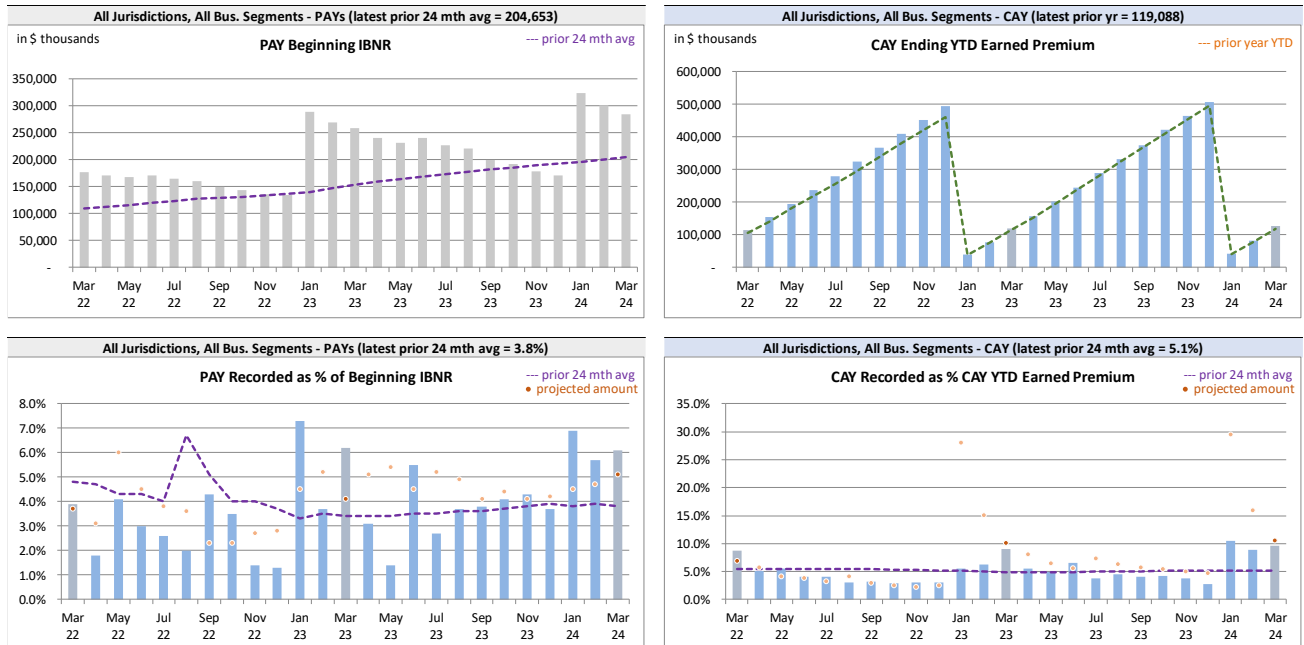 All Jurisdictions, All Bus. Segments - PAYs (latest prior 24 mth avg = 204,653)
in $ thousands
PAY Beginning IBNR
--- prior 24 mth avg
350,000
300,000
250,000
200,000
150,000
100,000
50,000
-
Mar May Jul Sep Nov Jan Mar May Jul Sep Nov Jan Mar
22 22 22 22 22 23 23 23 23 23 23 24 24
All Jurisdictions, All Bus. Segments - CAY (latest prior yr = 119,088)
in $ thousands
CAY Ending YTD Earned Premium
--- prior year YTD
600,000
500,000
400,000
300,000
200,000
100,000
-
Mar May Jul Sep Nov Jan Mar May Jul Sep Nov Jan Mar
22 22 22 22 22 23 23 23 23 23 23 24 24
All Jurisdictions, All Bus. Segments - PAYs (latest prior 24 mth avg = 3.8%)
PAY Recorded as % of Beginning IBNR
--- prior 24 mth avg
• projected amount
8.0%
7.0%
6.0%
5.0%
4.0%
3.0%
2.0%
1.0%
0.0%
Mar May Jul Sep Nov Jan Mar May Jul Sep Nov Jan Mar
22 22 22 22 22 23 23 23 23 23 23 24 24
All Jurisdictions, All Bus. Segments - CAY (latest prior 24 mth avg = 5.1%)
CAY Recorded as % CAY YTD Earned Premium
--- prior 24 mth avg
• projected amount
35.0%
30.0%
25.0%
20.0%
15.0%
10.0%
5.0%
0.0%
Mar May Jul Sep Nov Jan Mar May Jul Sep Nov Jan Mar
22 22 22 22 22 23 23 23 23 23 23 24 24